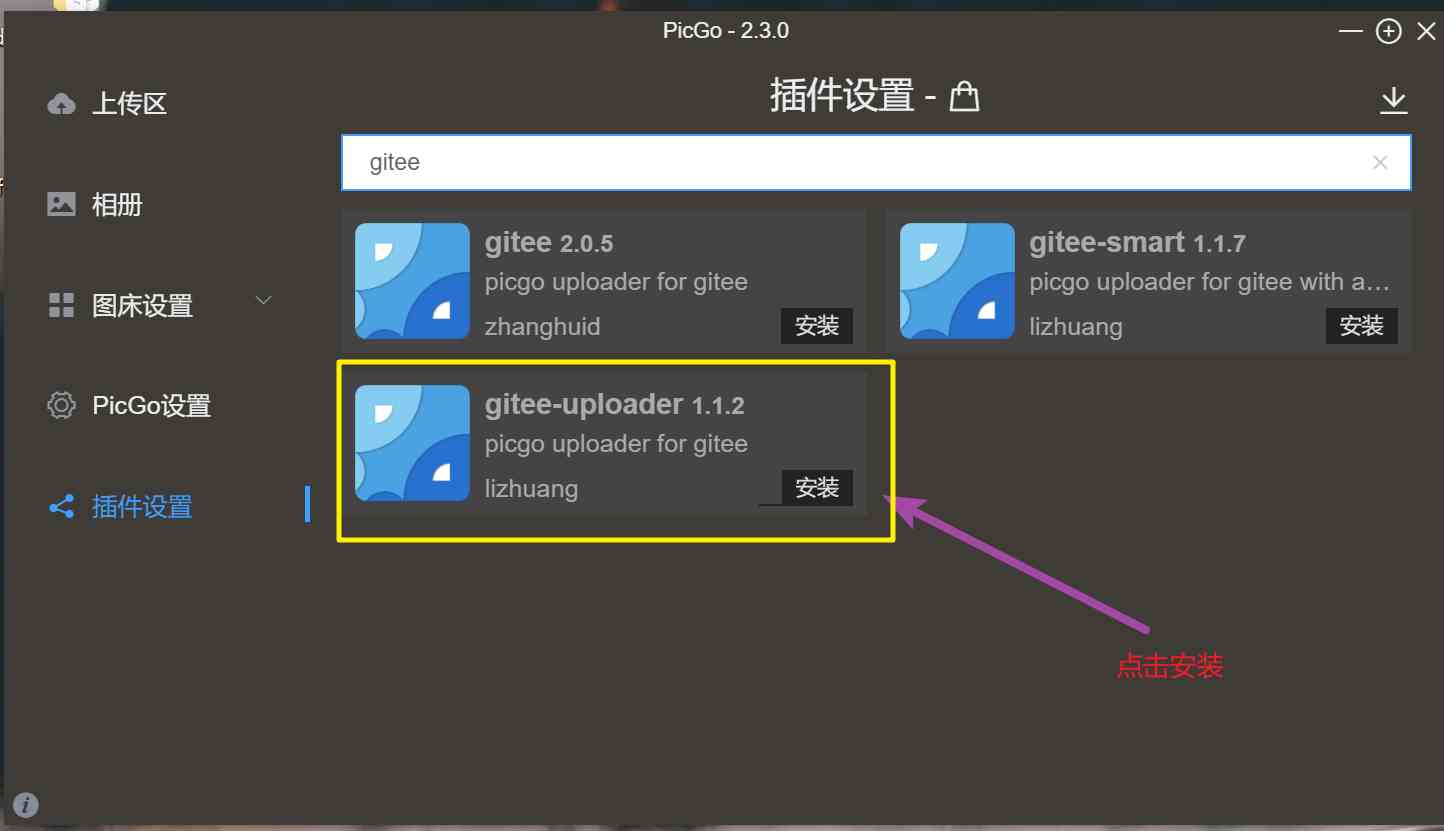 PicGo - 2.3.0
上传区
相册
图床设置
PicGo设置
插件设置
插件设置 -
gitee
gitee 2.0.5
picgo uploader for gitee
zhanghuid
安装
gitee-smart 1.1.7
picgo uploader for gitee with a...
lizhuang
安装
gitee-uploader 1.1.2
picgo uploader for gitee
lizhuang
安装
点击安装